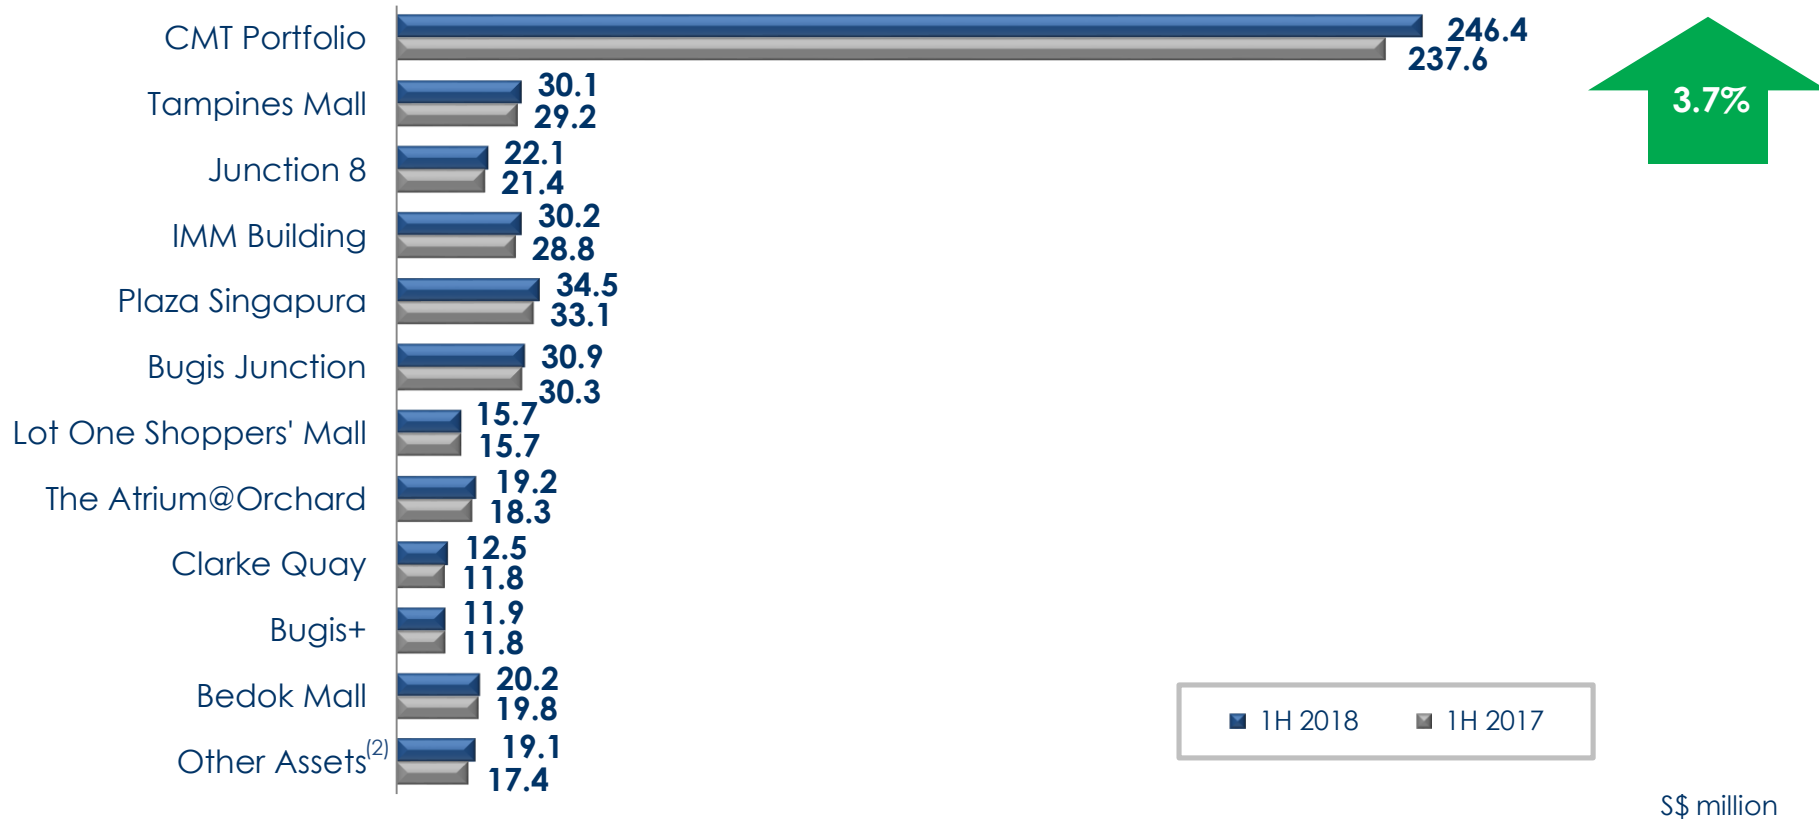 CMT Portfolio
246.4
237.6
3.7%
Tampines Mall
30.1
29.2
Junction 8
22.1
21.4
IMM Building
30.2
28.8
Plaza Singapura
34.5
33.1
Bugis Junction
30.9
30.3
Lot One Shoppers' Mall
15.7
15.7
The Atrium@Orchard
19.2
18.3
Clarke Quay
12.5
11.8
Bugis+
11.9
11.8
Bedok Mall
20.2
19.8
Other Assets(2)
19.1
17.4
1H 2018 1H 2017
S$ million